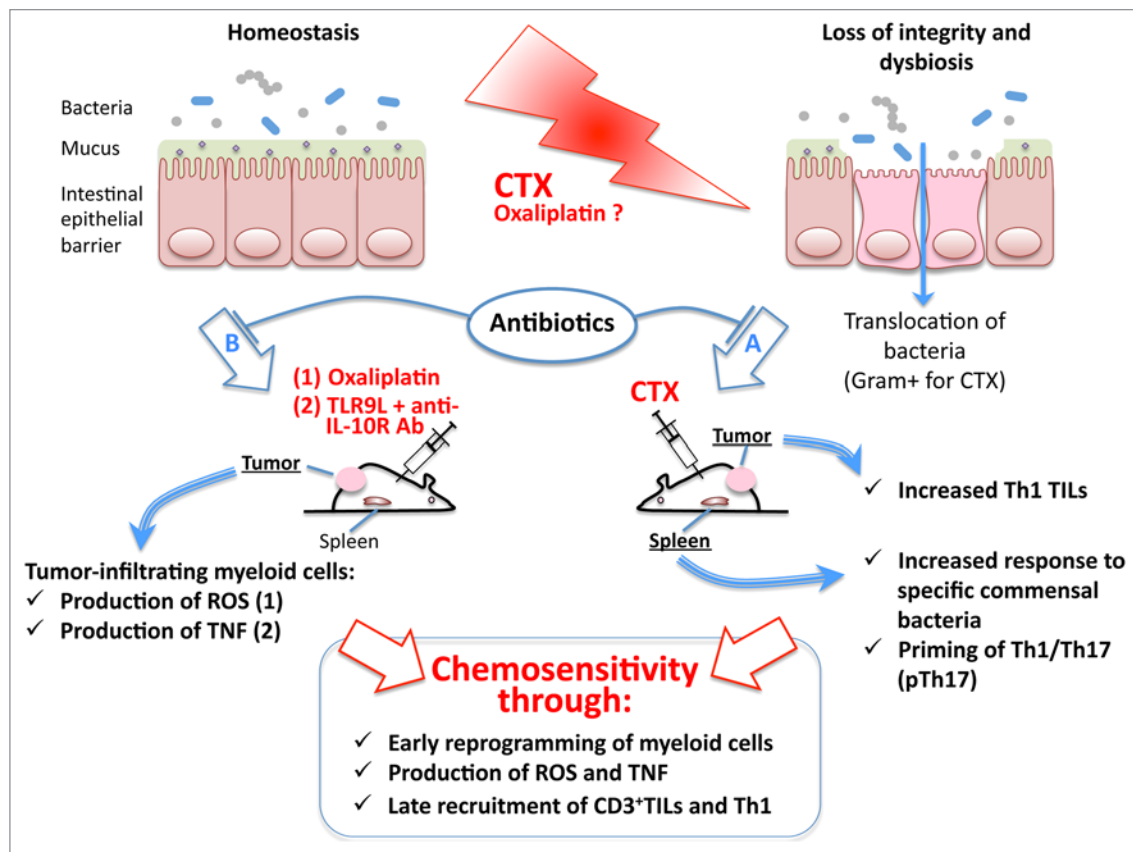 Homeostasis
Loss of integrity and
dysbiosis
Bacteria
Mucus
Intestinal
epithelial
barrier
CTX
Oxaliplatin ?
Antibiotics
B
A
Translocation of
bacteria
(Gram+ for CTX)
(1) Oxaliplatin
(2) TLR9L + anti-
IL-10R Ab
CTX
Tumor
Spleen
Tumor
Spleen
Tumor-infiltrating myeloid cells:
✓ Production of ROS (1)
✓ Production of TNF (2)
✓ Increased Th1 TILs
✓ Increased response to
specific commensal
bacteria
✓ Priming of Th1/Th17
(pTh17)
Chemosensitivity
through:
✓ Early reprogramming of myeloid cells
✓ Production of ROS and TNF
✓ Late recruitment of CD3⁺TILs and Th1